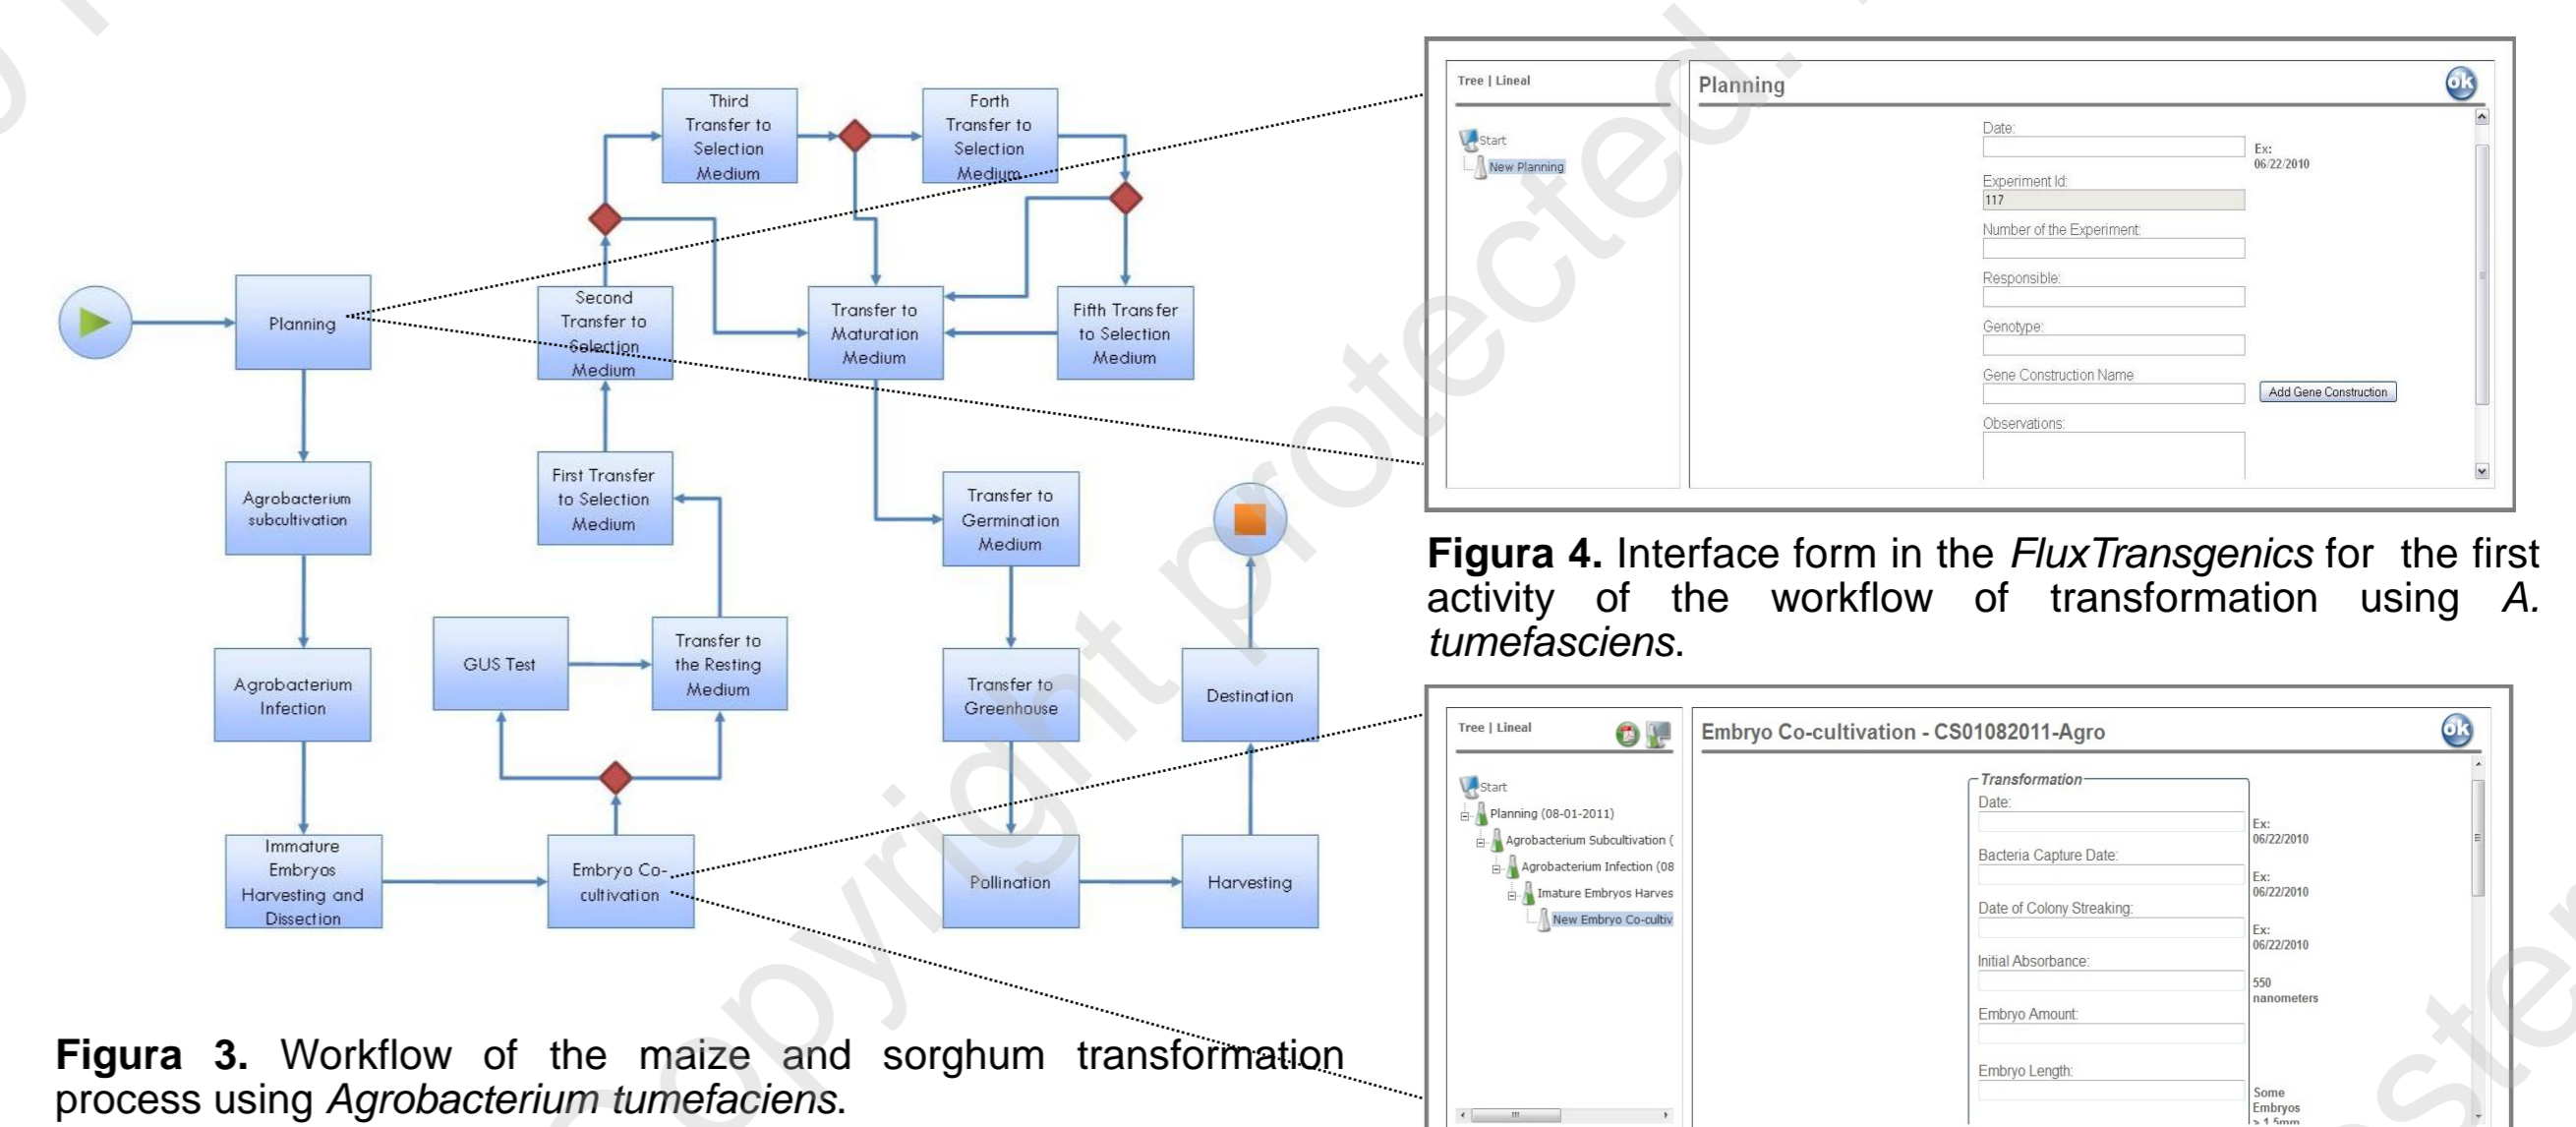 Third
Transfer to
Selection
Medium
Forth
Transfer to
Selection
Medium
Planning
Second
Transfer to
Selection
Medium
Transfer to
Maturation
Medium
Fifth Transfer
to Selection
Medium
Agrobacterium
subcultivation
First Transfer
to Selection
Medium
Transfer to
Germination
Medium
Agrobacterium
Infection
GUS Test
Transfer to
the Resting
Medium
Transfer to
Greenhouse
Destination
Immature
Embryos
Harvesting and
Dissection
Embryo Co-
cultivation
Pollination
Harvesting
Figura 3. Workflow of the maize and sorghum transformation
process using Agrobacterium tumefaciens.
Tree | Lineal
Start
New Planning
Planning
ok
Date:
Ex:
06/22/2010
Experiment Id:
117
Number of the Experiment:
Responsible:
Genotype:
Gene Construction Name
Add Gene Construction
Observations:
Figura 4. Interface form in the FluxTransgenics for the first
activity of the workflow of transformation using A.
tumefasciens.
Tree | Lineal
Start
Planning (08-01-2011)
Agrobacterium Subcultivation (
Agrobacterium Infection (08
Imature Embryos Harves
New Embryo Co-cultiv
Embryo Co-cultivation - CS01082011-Agro
ok
Transformation
Date:
Ex:
06/22/2010
Bacteria Capture Date:
Ex:
06/22/2010
Date of Colony Streaking:
Ex:
06/22/2010
Initial Absorbance:
550
nanometers
Embryo Amount:
Embryo Length:
Some
Embryos
> 1.5mm
Copyright protected.